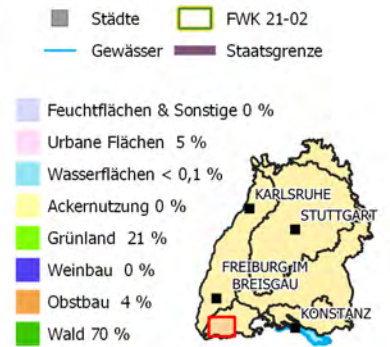 Städte
FWK 21-02
Gewässer
Staatsgrenze
Feuchtflächen & Sonstige 0 %
Urbane Flächen 5 %
Wasserflächen < 0,1 %
Ackernutzung 0 %
Grünland 21 %
Weinbau 0 %
Obstbau 4 %
Wald 70 %
KARLSRUHE
STUTTGART
FREIBURG IM
BREISGAU
KONSTANZ